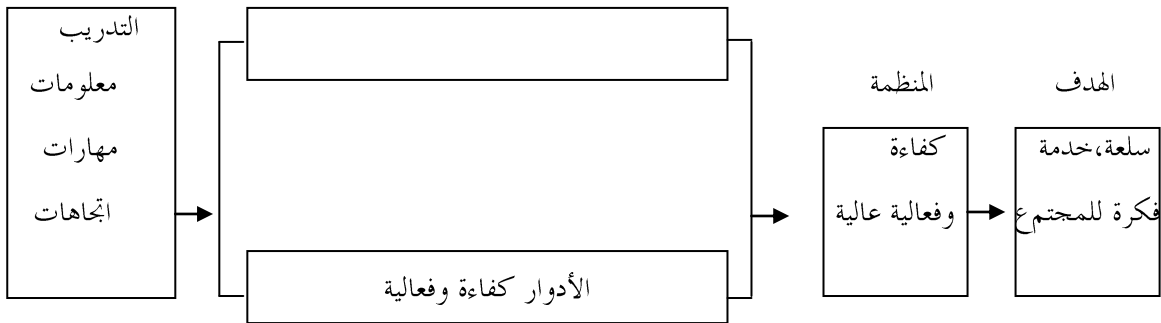 التدريب
معلومات
مهارات
اتجاهات
الأدوار كفاءة وفعالية
المنظمة
كفاءة
وفعالية عالية
الهدف
سلعة،خدمة
فكرة للمجتمع